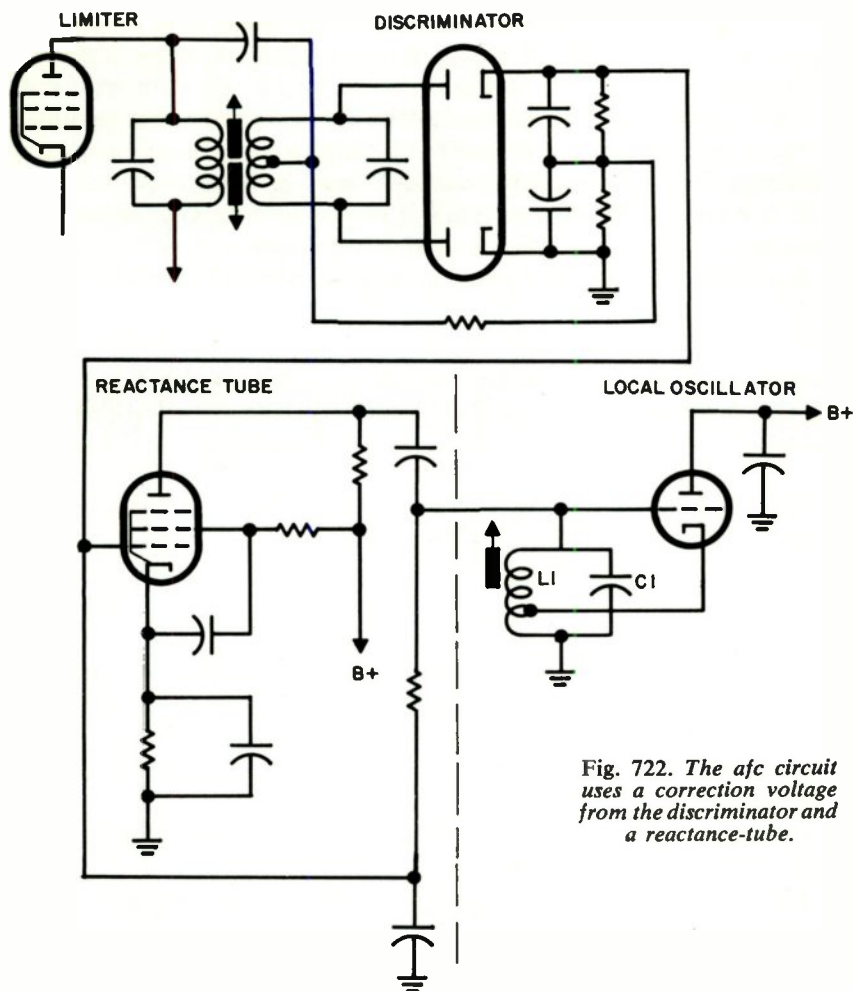 LIMITER
DISCRIMINATOR
REACTANCE TUBE
LOCAL OSCILLATOR
B+
L1
C1
B+
Fig. 722. The afc circuit
uses a correction voltage
from the discriminator and
a reactance-tube.